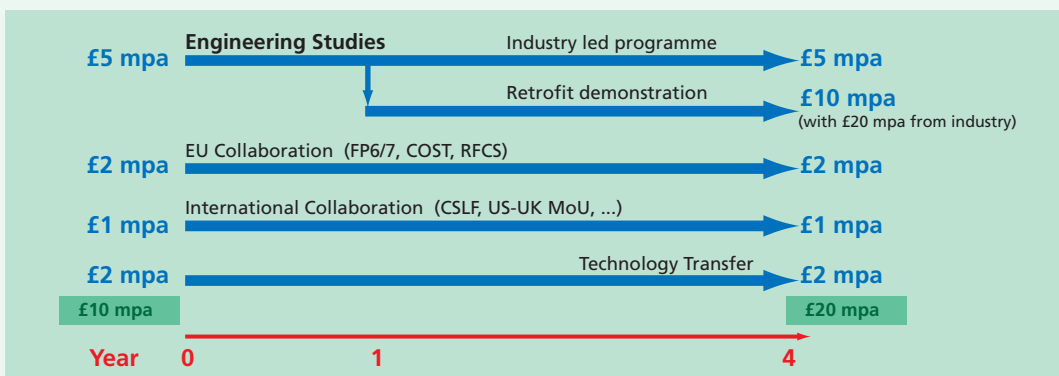 Engineering Studies
Industry led programme
£5 mpa
£5 mpa
Retrofit demonstration
£10 mpa
(with £20 mpa from industry)
EU Collaboration (FP6/7, COST, RFCS)
£2 mpa
£2 mpa
International Collaboration (CSLF, US-UK MoU, ...)
£1 mpa
£1 mpa
Technology Transfer
£2 mpa
£2 mpa
£10 mpa
£20 mpa
Year 0 1 4